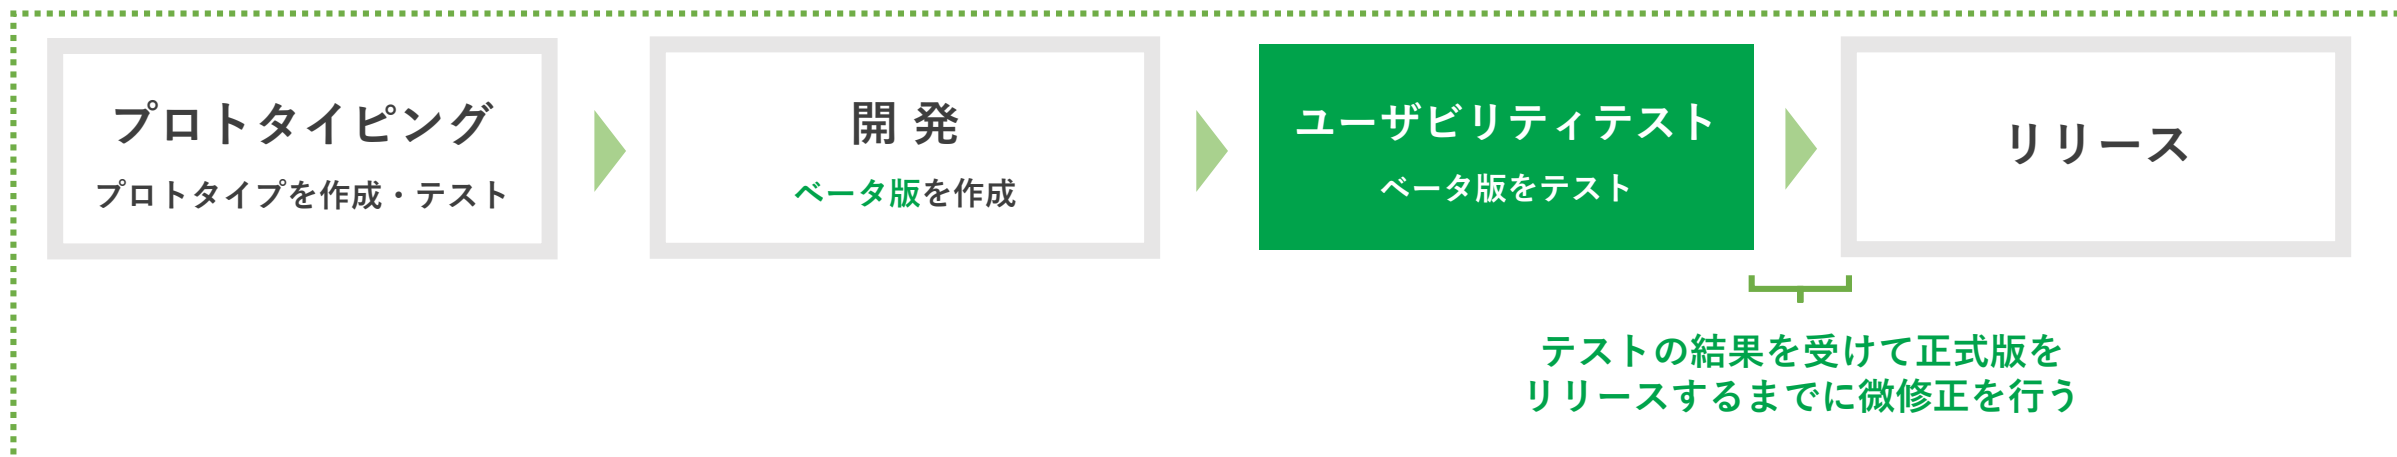 プロトタイピング
プロトタイプを作成・テスト
開 発
ベータ版を作成
ユーザビリティテスト
ベータ版をテスト
リリース
テストの結果を受けて正式版を
リリースするまでに微修正を行う